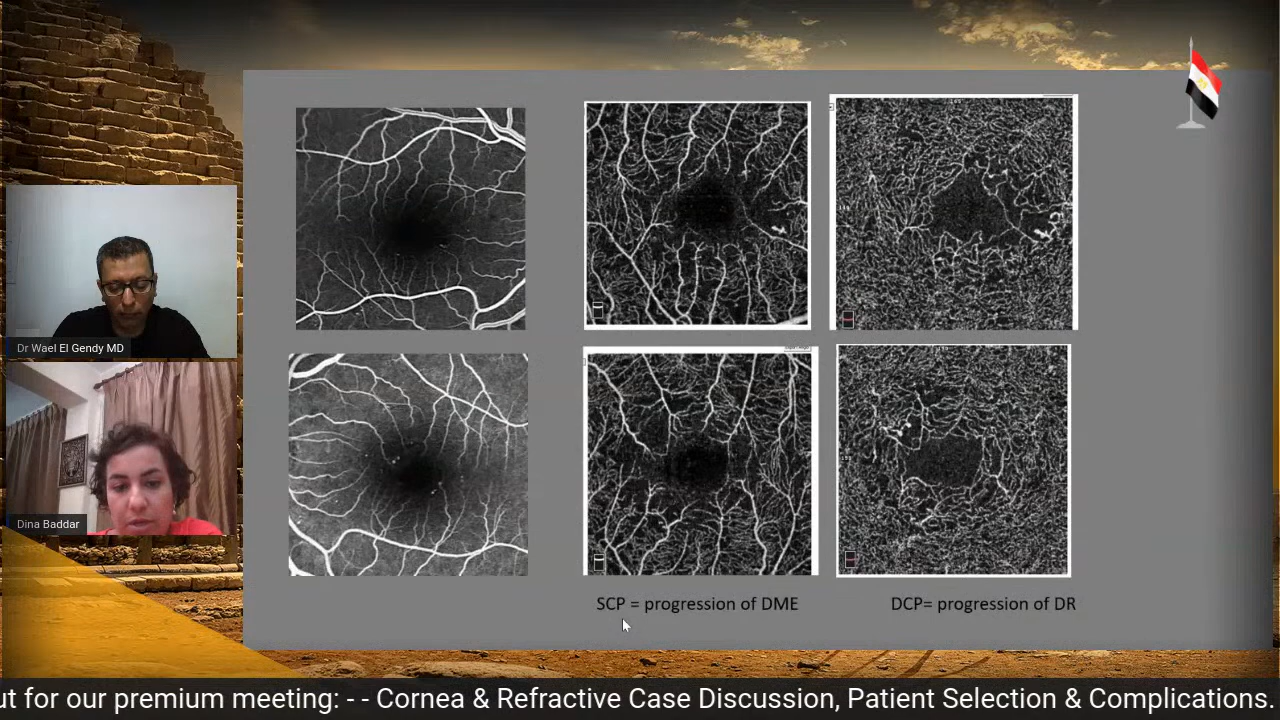 Dr Wael El Gendy MD
Dina Baddar
SCP = progression of DME
DCP= progression of DR
ut for our premium meeting: - - Cornea & Refractive Case Discussion, Patient Selection & Complications.